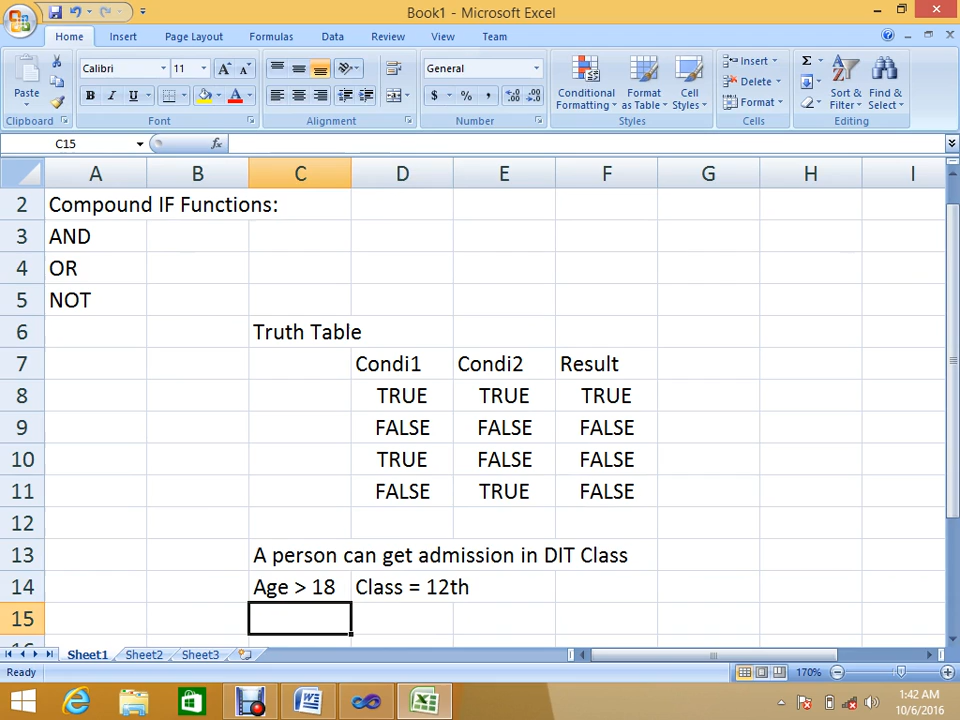 Book1 - Microsoft Excel
Home Insert Page Layout Formulas Data Review View Team
Paste
Calibri 11 A A
B I U A
General
$ % , .00 .0
Conditional Formatting
Format as Table
Cell Styles
Insert
Delete
Format
Σ
Sort & Filter
Find & Select
Clipboard Font Alignment Number Styles Cells Editing
C15 fx
A B C D E F G H I
2 Compound IF Functions:
3 AND
4 OR
5 NOT
6 Truth Table
7 Condi1 Condi2 Result
8 TRUE TRUE TRUE
9 FALSE FALSE FALSE
10 TRUE FALSE FALSE
11 FALSE TRUE FALSE
12
13 A person can get admission in DIT Class
14 Age > 18 Class = 12th
15
16
Sheet1 Sheet2 Sheet3
Ready 170%
1:42 AM
10/6/2016